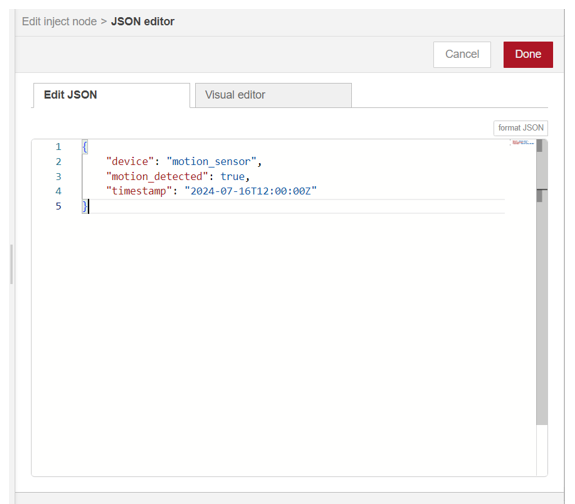 Edit inject node > JSON editor
Cancel
Done
Edit JSON
Visual editor
format JSON
1 {
2 "device": "motion_sensor",
3 "motion_detected": true,
4 "timestamp": "2024-07-16T12:00:00Z"
5 }